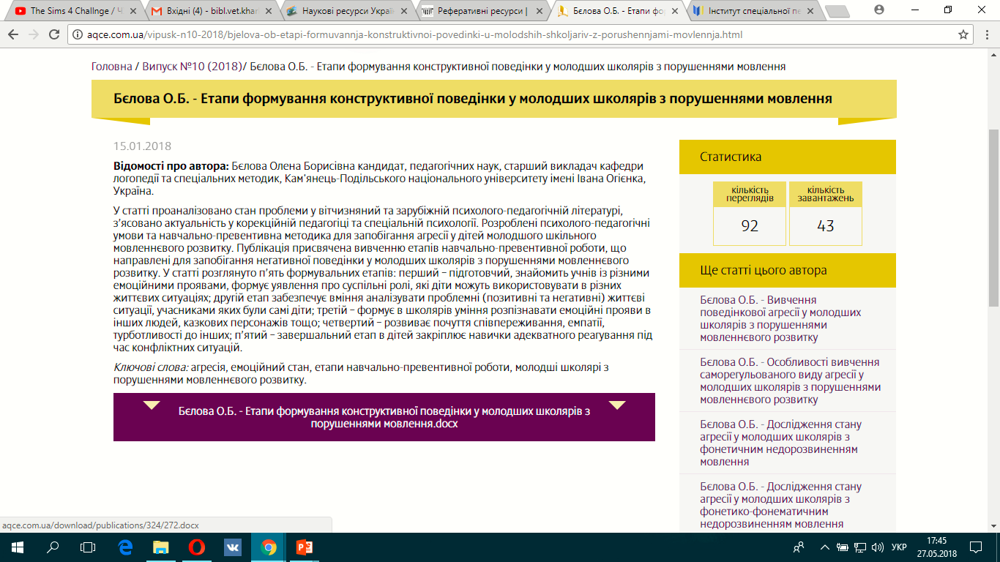 The Sims 4 Challnge / Ч
Вхідні (4) - bibl.vet.khar
Наукові ресурси Украї
Реферативні ресурси |
Бєлова О.Б. - Етапи фор
Інститут спеціальної пе
aqce.com.ua/vipusk-n10-2018/bjelova-ob-etapi-formuvannja-konstruktivnoi-povedinki-u-molodshih-shkoljariv-z-porushennjami-movlennja.html
Головна / Випуск №10 (2018)/ Бєлова О.Б. - Етапи формування конструктивної поведінки у молодших школярів з порушеннями мовлення
Бєлова О.Б. - Етапи формування конструктивної поведінки у молодших школярів з порушеннями мовлення
15.01.2018
Відомості про автора: Бєлова Олена Борисівна кандидат, педагогічних наук, старший викладач кафедри
логопедії та спеціальних методик, Кам'янець-Подільського національного університету імені Івана Огієнка,
Україна.
У статті проаналізовано стан проблеми у вітчизняний та зарубіжній психолого-педагогічній літературі,
з'ясовано актуальність у корекційній педагогіці та спеціальній психології. Розроблені психолого-педагогічні
умови та навчально-превентивна методика для запобігання агресії у дітей молодшого шкільного
мовленнєвого розвитку. Публікація присвячена вивченню етапів навчально-превентивної роботи, що
направлені для запобігання негативної поведінки у молодших школярів з порушеннями мовленнєвого
розвитку. У статті розглянуто п'ять формувальних етапів: перший – підготовчий, знайомить учнів із різними
емоційними проявами, формує уявлення про суспільні ролі, які діти можуть використовувати в різних
життєвих ситуаціях; другій етап забезпечує вміння аналізувати проблемні (позитивні та негативні) життєві
ситуації, учасниками яких були самі діти; третій – формує в школярів уміння розпізнавати емоційні прояви в
інших людей, казкових персонажів тощо; четвертий – розвиває почуття співпереживання, емпатії,
турботливості до інших; п'ятий – завершальний етап в дітей закріплює навички адекватного реагування під
час конфліктних ситуацій.
Ключові слова: агресія, емоційний стан, етапи навчально-превентивної роботи, молодші школярі з
порушеннями мовленнєвого розвитку.
Бєлова О.Б. - Етапи формування конструктивної поведінки у молодших школярів з
порушеннями мовлення.docx
Статистика
кількість
переглядів
92
кількість
завантажень
43
Ще статті цього автора
Бєлова О.Б. - Вивчення
поведінкової агресії у молодших
школярів з порушеннями
мовленнєвого розвитку
Бєлова О.Б. - Особливості вивчення
саморегульованого виду агресії у
молодших школярів з порушеннями
мовленнєвого розвитку
Бєлова О.Б. - Дослідження стану
агресії у молодших школярів з
фонетичним недорозвиненням
мовлення
Бєлова О.Б. - Дослідження стану
агресії у молодших школярів з
фонетико-фонематичним
недорозвиненням мовлення
aqce.com.ua/download/publications/324/272.docx
УКР
17:45
27.05.2018